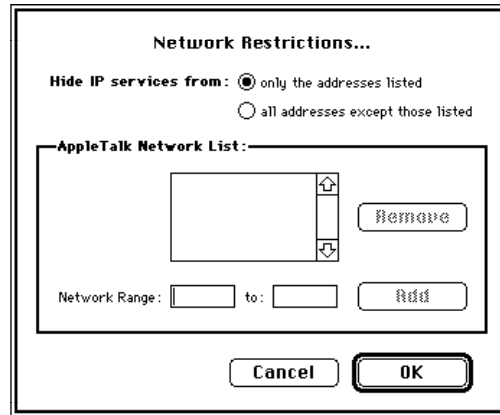 Network Restrictions...
Hide IP services from: only the addresses listed
all addresses except those listed
AppleTalk Network List:
Remove
Network Range: to: Add
Cancel OK